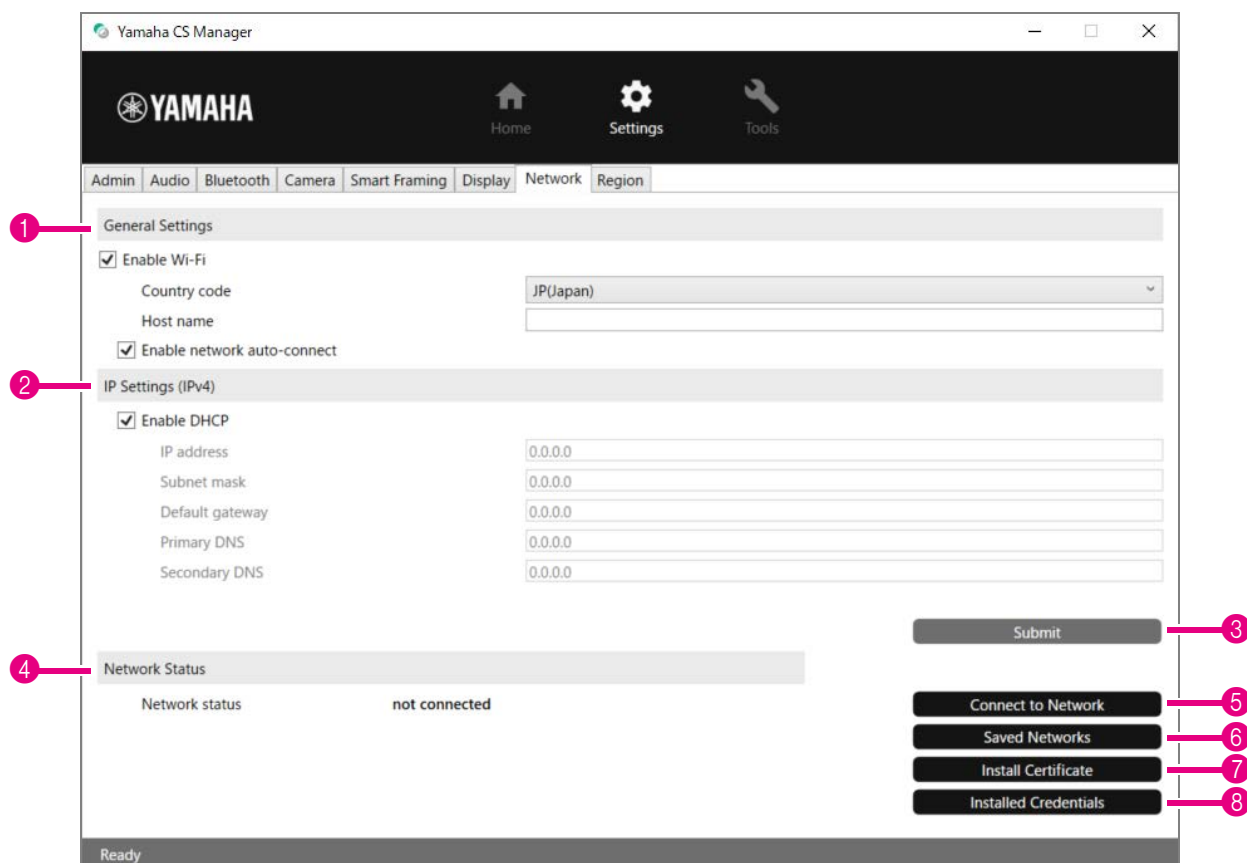 Yamaha CS Manager
YAMAHA
Home Settings Tools
Admin Audio Bluetooth Camera Smart Framing Display Network Region
1 General Settings
Enable Wi-Fi
Country code JP(Japan)
Host name
Enable network auto-connect
2 IP Settings (IPv4)
Enable DHCP
IP address 0.0.0.0
Subnet mask 0.0.0.0
Default gateway 0.0.0.0
Primary DNS 0.0.0.0
Secondary DNS 0.0.0.0
Submit 3
4 Network Status
Network status not connected Connect to Network 5
Saved Networks 6
Install Certificate 7
Installed Credentials 8
Ready